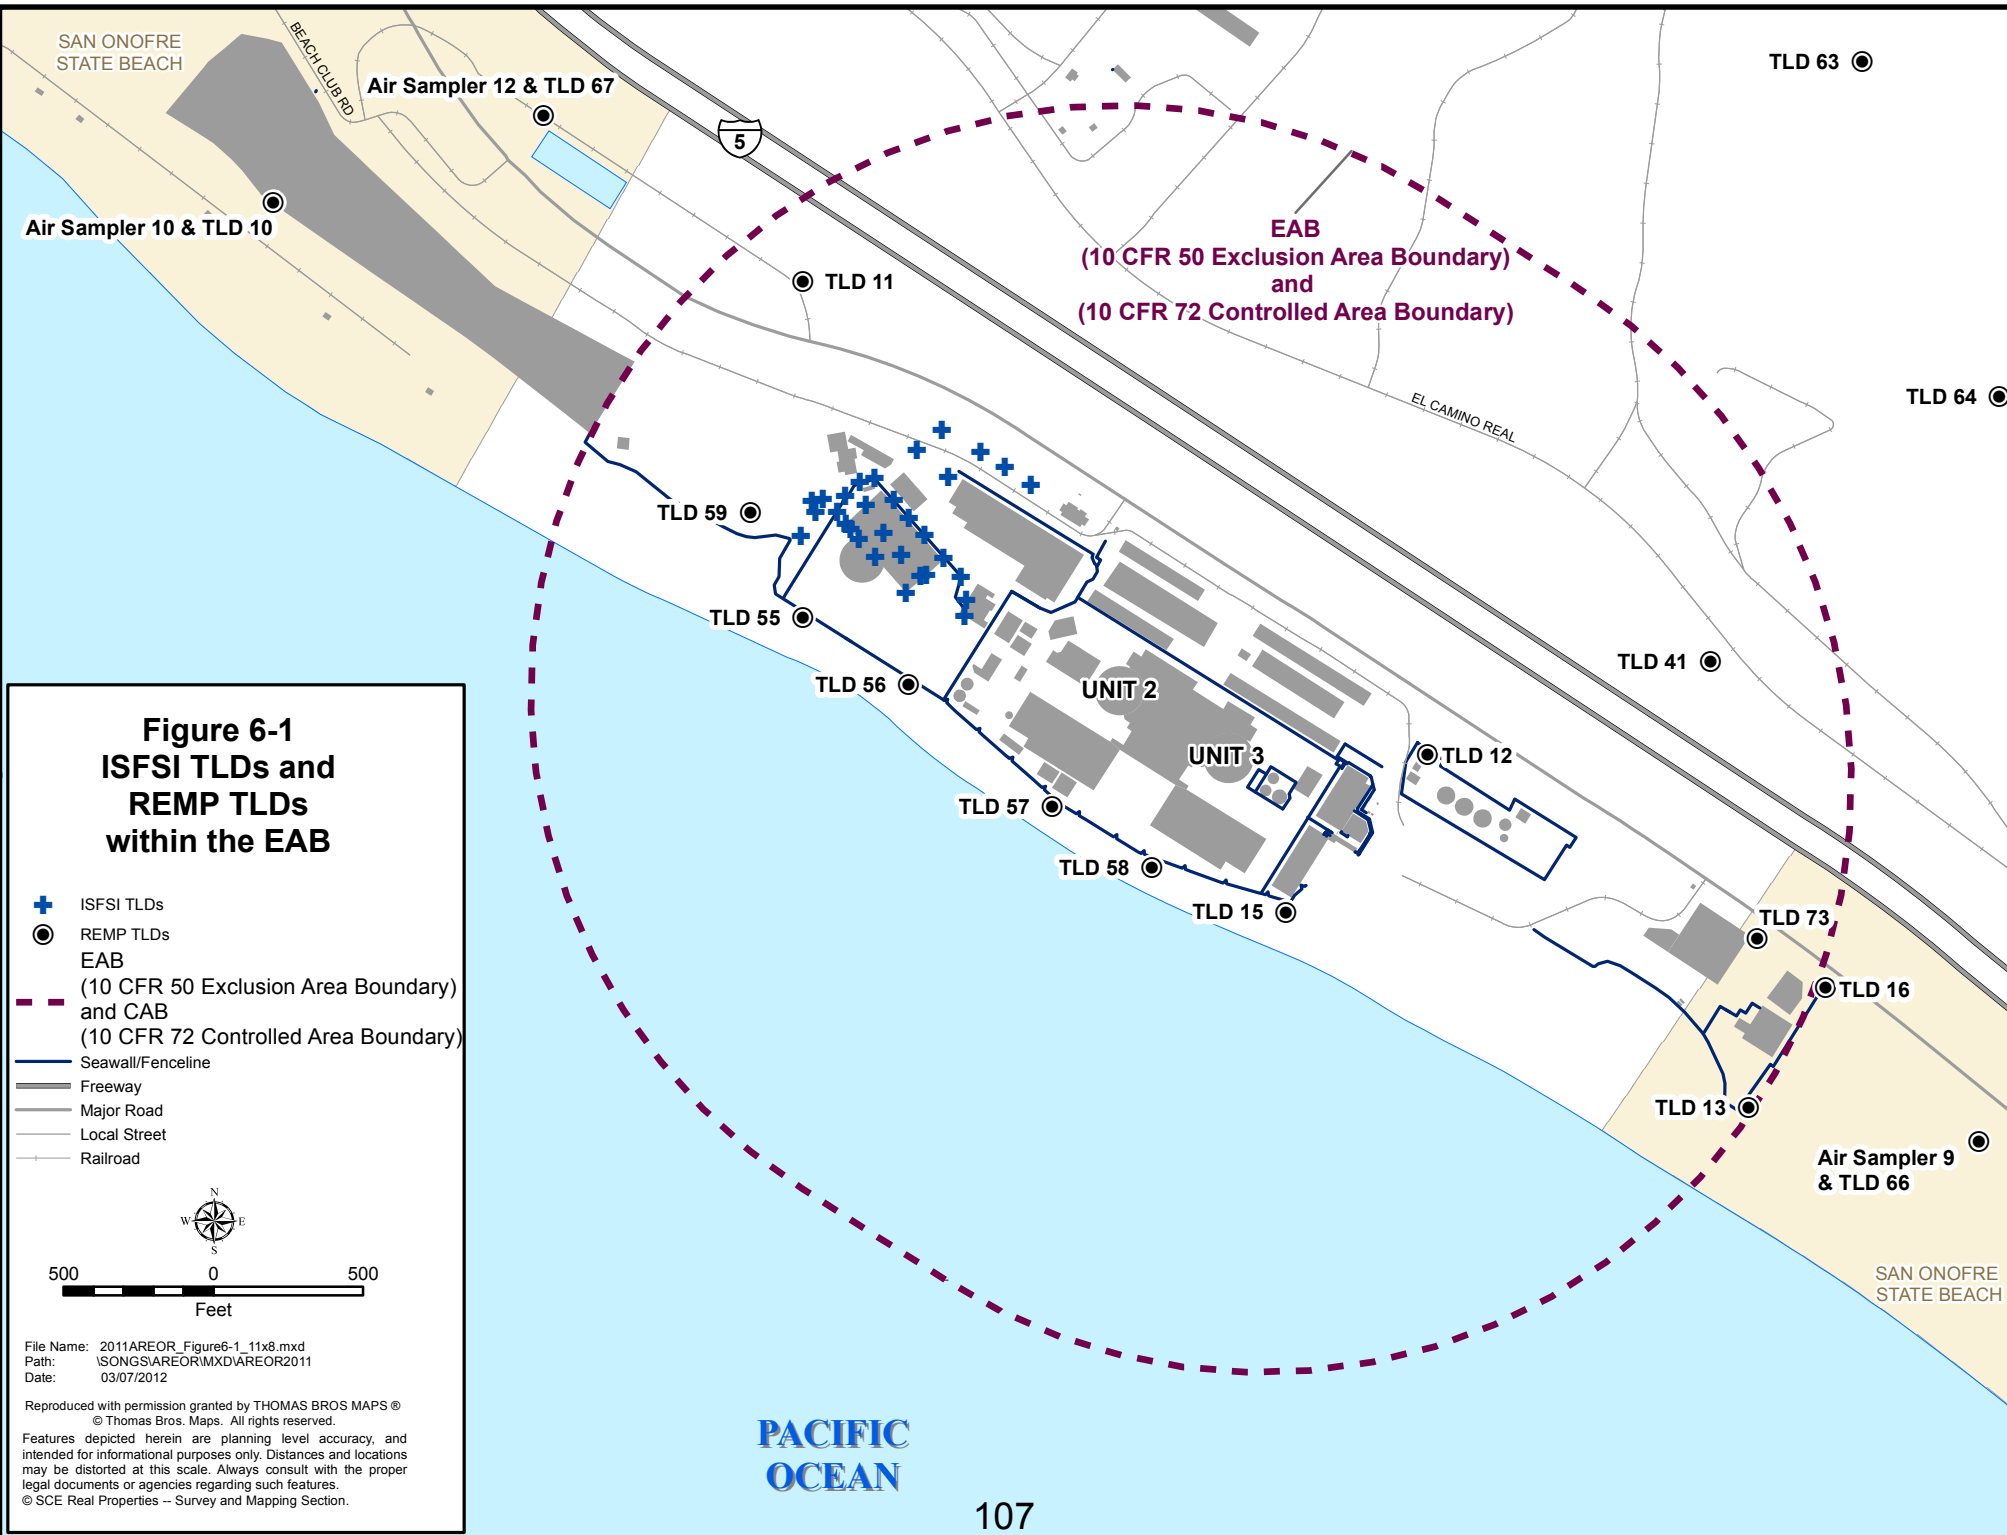 SAN ONOFRE
STATE BEACH
BEACH CLUB RD
Air Sampler 12 & TLD 67
5
TLD 63
Air Sampler 10 & TLD 10
EAB
(10 CFR 50 Exclusion Area Boundary)
and
(10 CFR 72 Controlled Area Boundary)
TLD 11
EL CAMINO REAL
TLD 64
TLD 59
TLD 55
TLD 56
UNIT 2
TLD 41
UNIT 3
TLD 12
TLD 57
TLD 58
TLD 15
TLD 73
TLD 16
TLD 13
Air Sampler 9
& TLD 66
SAN ONOFRE
STATE BEACH
PACIFIC
OCEAN
Figure 6-1
ISFSI TLDs and
REMP TLDs
within the EAB
ISFSI TLDs
REMP TLDs
EAB
(10 CFR 50 Exclusion Area Boundary)
and CAB
(10 CFR 72 Controlled Area Boundary)
Seawall/Fenceline
Freeway
Major Road
Local Street
Railroad
N
W E
S
500 0 500
Feet
File Name: 2011AREOR_Figure6-1_11x8.mxd
Path: \SONGS\AREOR\MXD\AREOR2011
Date: 03/07/2012
Reproduced with permission granted by THOMAS BROS MAPS ®
© Thomas Bros. Maps. All rights reserved.
Features depicted herein are planning level accuracy, and
intended for informational purposes only. Distances and locations
may be distorted at this scale. Always consult with the proper
legal documents or agencies regarding such features.
© SCE Real Properties -- Survey and Mapping Section.
107